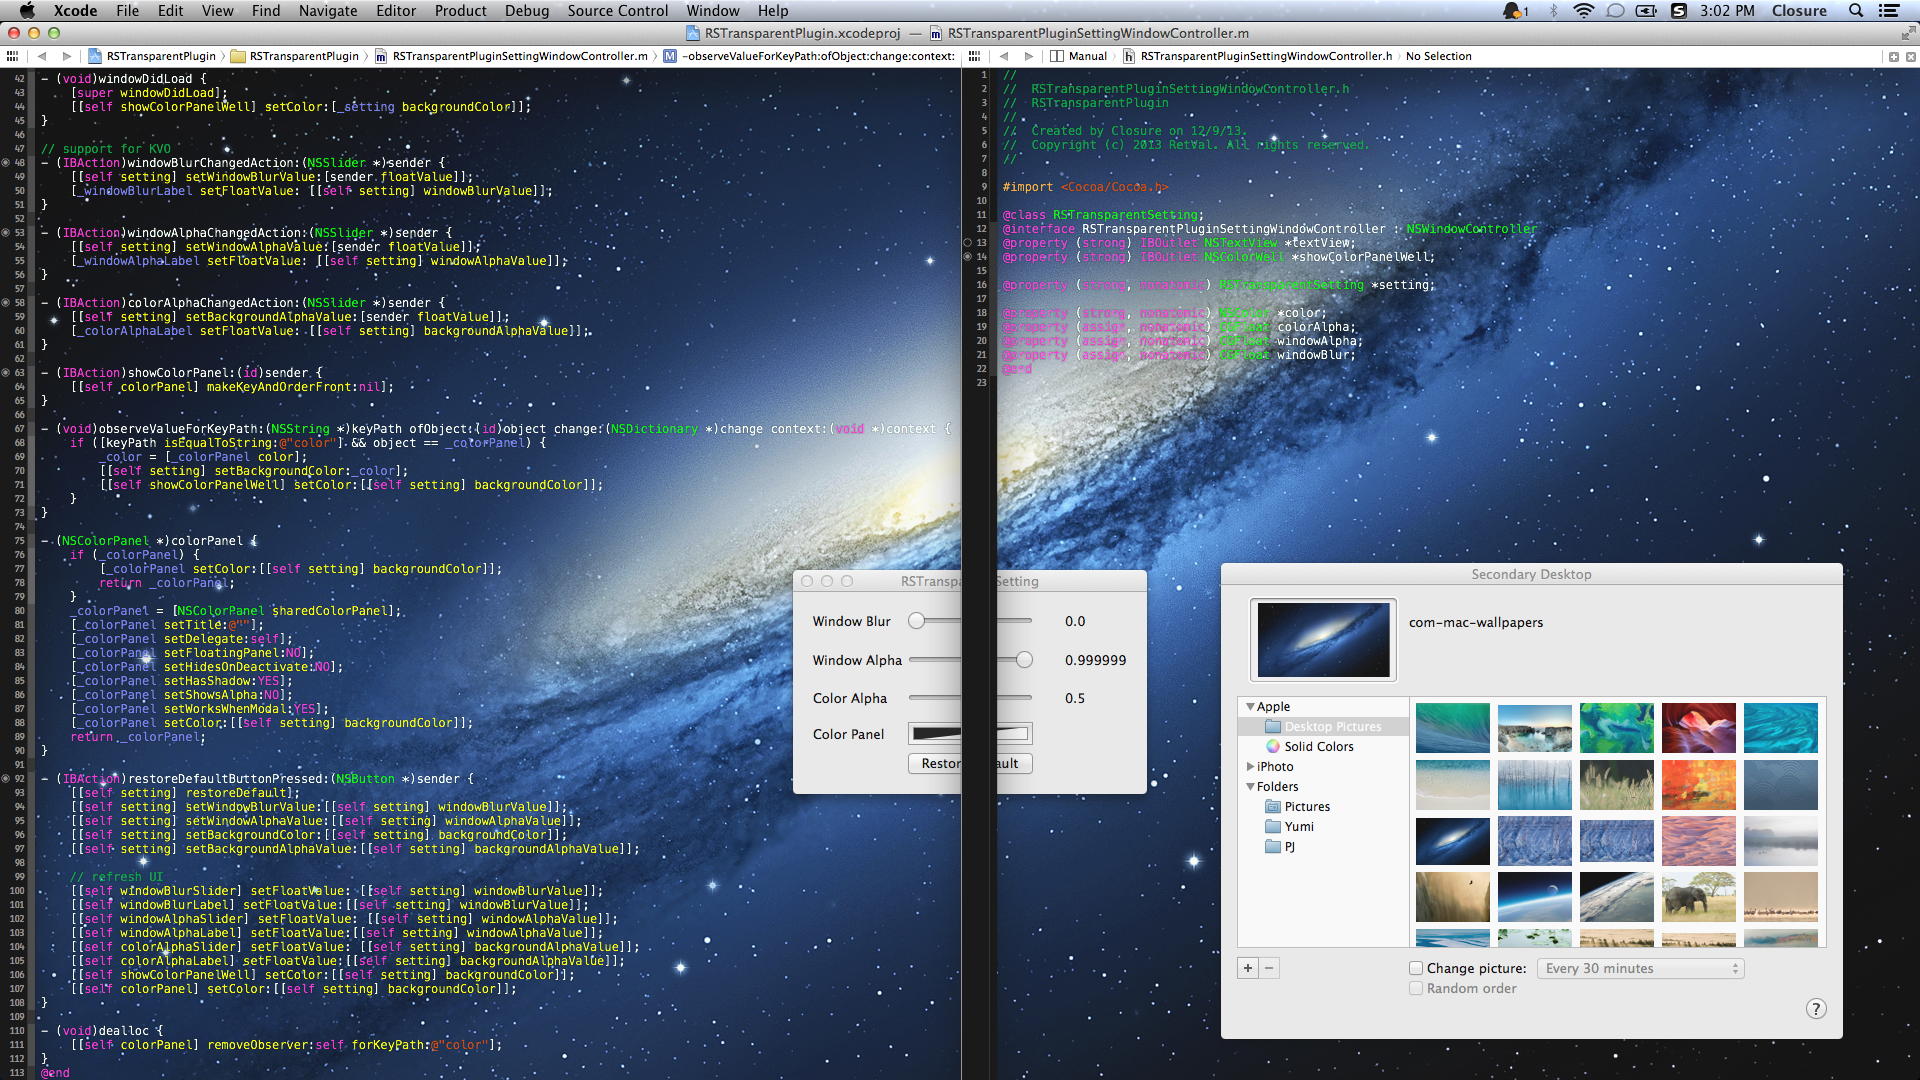 Xcode File Edit View Find Navigate Editor Product Debug Source Control Window Help 1 S 3:02 PM Closure
RSTransparentPlugin.xcodeproj — RSTransparentPluginSettingWindowController.m
RSTransparentPlugin RSTransparentPlugin RSTransparentPluginSettingWindowController.m M -observeValueForKeyPath:ofObject:change:context:
42 - (void)windowDidLoad {
43 [super windowDidLoad];
44 [[self showColorPanelWell] setColor:[_setting backgroundColor]];
45 }
46
47 // support for KVO
48 - (IBAction)windowBlurChangedAction:(NSSlider *)sender {
49 [[self setting] setWindowBlurValue:[sender floatValue]];
50 [_windowBlurLabel setFloatValue: [[self setting] windowBlurValue]];
51 }
52
53 - (IBAction)windowAlphaChangedAction:(NSSlider *)sender {
54 [[self setting] setWindowAlphaValue:[sender floatValue]];
55 [_windowAlphaLabel setFloatValue: [[self setting] windowAlphaValue]];
56 }
57
58 - (IBAction)colorAlphaChangedAction:(NSSlider *)sender {
59 [[self setting] setBackgroundAlphaValue:[sender floatValue]];
60 [_colorAlphaLabel setFloatValue: [[self setting] backgroundAlphaValue]];
61 }
62
63 - (IBAction)showColorPanel:(id)sender {
64 [[self colorPanel] makeKeyAndOrderFront:nil];
65 }
66
67 - (void)observeValueForKeyPath:(NSString *)keyPath ofObject:(id)object change:(NSDictionary *)change context:(void *)context {
68 if ([keyPath isEqualToString:@"color"] && object == _colorPanel) {
69 _color = [_colorPanel color];
70 [[self setting] setBackgroundColor:_color];
71 [[self showColorPanelWell] setColor:[[self setting] backgroundColor]];
72 }
73 }
74
75 - (NSColorPanel *)colorPanel {
76 if (_colorPanel) {
77 [_colorPanel setColor:[[self setting] backgroundColor]];
78 return _colorPanel;
79 }
80 _colorPanel = [NSColorPanel sharedColorPanel];
81 [_colorPanel setTitle:@""];
82 [_colorPanel setDelegate:self];
83 [_colorPanel setFloatingPanel:NO];
84 [_colorPanel setHidesOnDeactivate:NO];
85 [_colorPanel setHasShadow:YES];
86 [_colorPanel setShowsAlpha:NO];
87 [_colorPanel setWorksWhenModal:YES];
88 [_colorPanel setColor:[[self setting] backgroundColor]];
89 return _colorPanel;
90 }
91
92 - (IBAction)restoreDefaultButtonPressed:(NSButton *)sender {
93 [[self setting] restoreDefault];
94 [[self setting] setWindowBlurValue:[[self setting] windowBlurValue]];
95 [[self setting] setWindowAlphaValue:[[self setting] windowAlphaValue]];
96 [[self setting] setBackgroundColor:[[self setting] backgroundColor]];
97 [[self setting] setBackgroundAlphaValue:[[self setting] backgroundAlphaValue]];
98
99 // refresh UI
100 [[self windowBlurSlider] setFloatValue: [[self setting] windowBlurValue]];
101 [[self windowBlurLabel] setFloatValue:[[self setting] windowBlurValue]];
102 [[self windowAlphaSlider] setFloatValue: [[self setting] windowAlphaValue]];
103 [[self windowAlphaLabel] setFloatValue:[[self setting] windowAlphaValue]];
104 [[self colorAlphaSlider] setFloatValue: [[self setting] backgroundAlphaValue]];
105 [[self colorAlphaLabel] setFloatValue:[[self setting] backgroundAlphaValue]];
106 [[self showColorPanelWell] setColor:[[self setting] backgroundColor]];
107 [[self colorPanel] setColor:[[self setting] backgroundColor]];
108 }
109
110 - (void)dealloc {
111 [[self colorPanel] removeObserver:self forKeyPath:@"color"];
112 }
113 @end
Manual RSTransparentPluginSettingWindowController.h No Selection
1 //
2 // RSTransparentPluginSettingWindowController.h
3 // RSTransparentPlugin
4 //
5 // Created by Closure on 12/9/13.
6 // Copyright (c) 2013 RetVal. All rights reserved.
7 //
8
9 #import <Cocoa/Cocoa.h>
10
11 @class RSTransparentSetting;
12 @interface RSTransparentPluginSettingWindowController : NSWindowController
13 @property (strong) IBOutlet NSTextView *textView;
14 @property (strong) IBOutlet NSColorWell *showColorPanelWell;
15
16 @property (strong, nonatomic) RSTransparentSetting *setting;
17
18 @property (strong, nonatomic) NSColor *color;
19 @property (assign, nonatomic) CGFloat colorAlpha;
20 @property (assign, nonatomic) CGFloat windowAlpha;
21 @property (assign, nonatomic) CGFloat windowBlur;
22 @end
23
RSTranspa Setting
Window Blur 0.0
Window Alpha 0.999999
Color Alpha 0.5
Color Panel
Restor ault
Secondary Desktop
com-mac-wallpapers
Apple
Desktop Pictures
Solid Colors
iPhoto
Folders
Pictures
Yumi
PJ
+ −
Change picture: Every 30 minutes
Random order
?